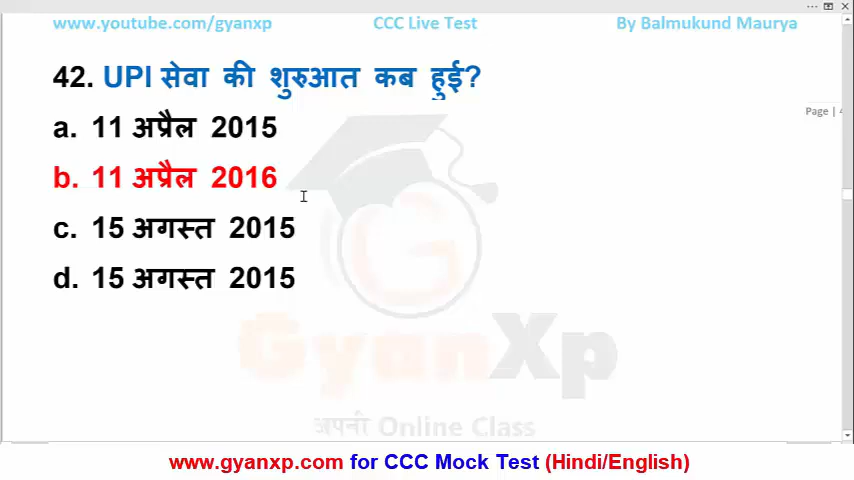 www.youtube.com/gyanxp CCC Live Test By Balmukund Maurya
42. UPI सेवा की शुरुआत कब हुई?
Page | 4
a. 11 अप्रैल 2015
b. 11 अप्रैल 2016
c. 15 अगस्त 2015
d. 15 अगस्त 2015
GyanXp
अपनी Online Class
www.gyanxp.com for CCC Mock Test (Hindi/English)